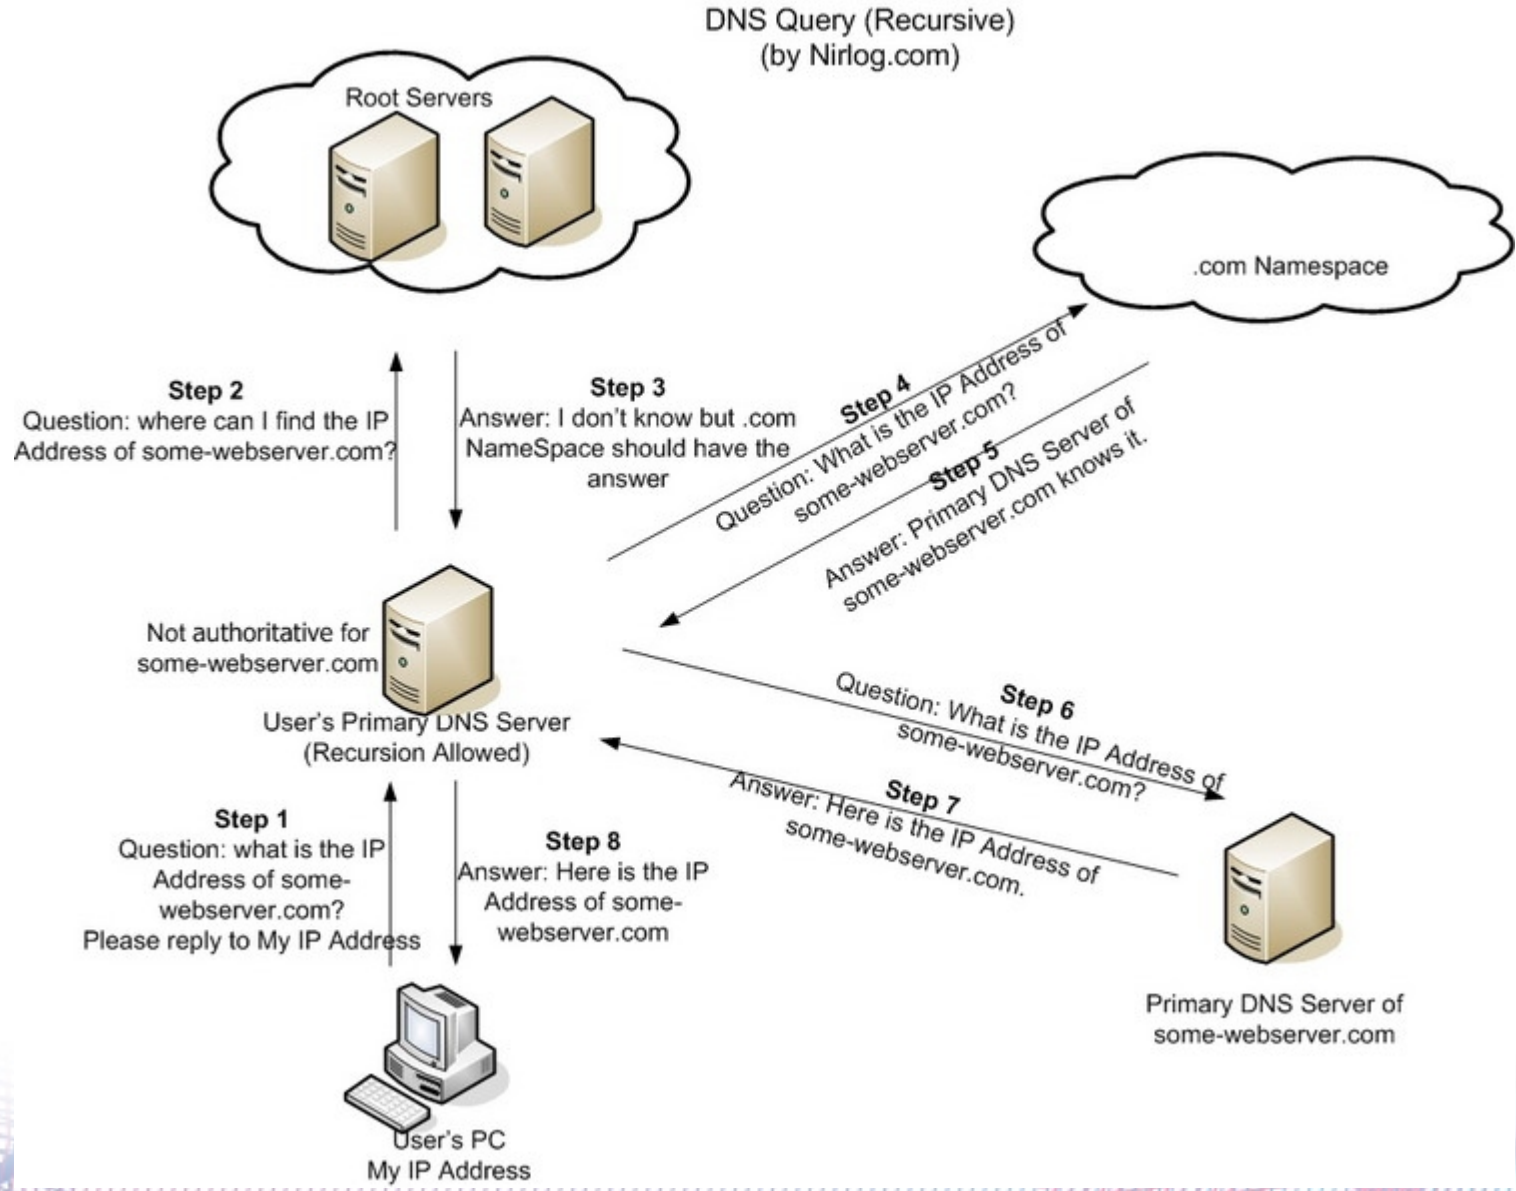 DNS Query (Recursive)
(by Nirlog.com)
Root Servers
.com Namespace
Step 2
Question: where can I find the IP
Address of some-webserver.com?
Step 3
Answer: I don't know but .com
NameSpace should have the
answer
Step 4
Question: What is the IP Address of
some-webserver.com?
Step 5
Answer: Primary DNS Server of
some-webserver.com knows it.
Not authoritative for
some-webserver.com
User's Primary DNS Server
(Recursion Allowed)
Step 6
Question: What is the IP Address of
some-webserver.com?
Step 7
Answer: Here is the IP Address of
some-webserver.com.
Step 1
Question: what is the IP
Address of some-
webserver.com?
Please reply to My IP Address
Step 8
Answer: Here is the IP
Address of some-
webserver.com
Primary DNS Server of
some-webserver.com
User's PC
My IP Address